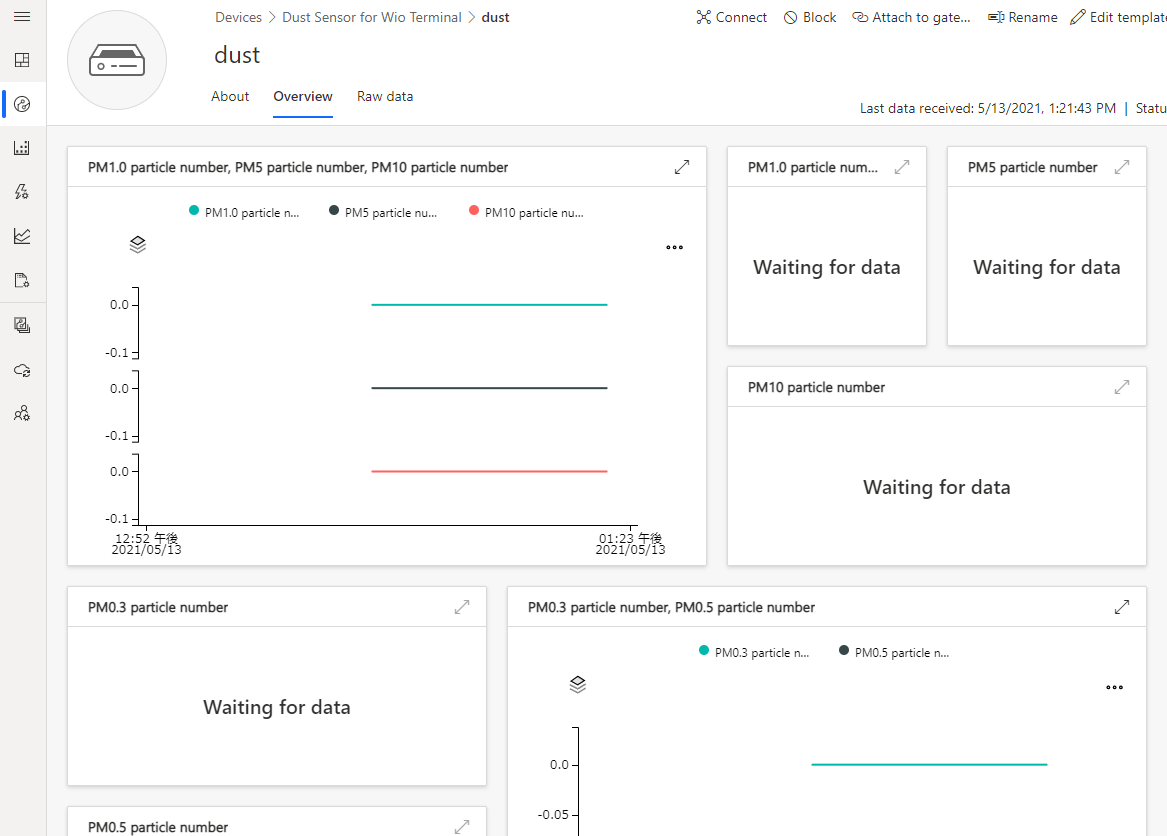 Devices > Dust Sensor for Wio Terminal > dust
Connect
Block
Attach to gate...
Rename
Edit template
dust
About
Overview
Raw data
Last data received: 5/13/2021, 1:21:43 PM | Statu
PM1.0 particle number, PM5 particle number, PM10 particle number
PM1.0 particle n...
PM5 particle nu...
PM10 particle nu...
0.0
-0.1
0.0
-0.1
0.0
-0.1
12:52 午後
2021/05/13
01:23 午後
2021/05/13
PM1.0 particle num...
Waiting for data
PM5 particle number
Waiting for data
PM10 particle number
Waiting for data
PM0.3 particle number
Waiting for data
PM0.3 particle number, PM0.5 particle number
PM0.3 particle n...
PM0.5 particle n...
0.0
-0.05
PM0.5 particle number